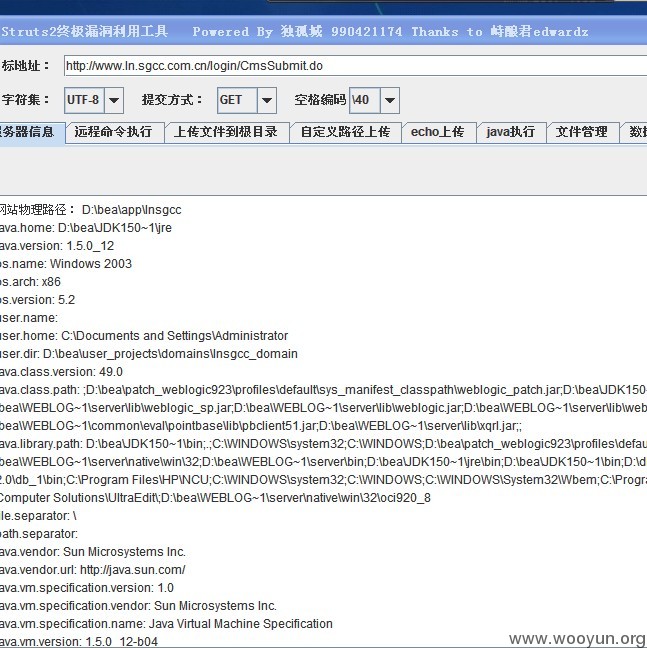 Struts2终极漏洞利用工具 Powered By 独孤城 990421174 Thanks to 峙酿君edwardz
标地址： http://www.ln.sgcc.com.cn/login/CmsSubmit.do
字符集： UTF-8 提交方式： GET 空格编码 \40
务器信息 远程命令执行 上传文件到根目录 自定义路径上传 echo上传 java执行 文件管理 数据
网站物理路径： D:\bea\app\lnsgcc
ava.home: D:\bea\JDK150~1\jre
ava.version: 1.5.0_12
os.name: Windows 2003
os.arch: x86
os.version: 5.2
user.name:
user.home: C:\Documents and Settings\Administrator
user.dir: D:\bea\user_projects\domains\lnsgcc_domain
ava.class.version: 49.0
ava.class.path: ;D:\bea\patch_weblogic923\profiles\default\sys_manifest_classpath\weblogic_patch.jar;D:\bea\JDK150~
bea\WEBLOG~1\server\lib\weblogic_sp.jar;D:\bea\WEBLOG~1\server\lib\weblogic.jar;D:\bea\WEBLOG~1\server\lib\web
bea\WEBLOG~1\common\eval\pointbase\lib\pbclient51.jar;D:\bea\WEBLOG~1\server\lib\xqrl.jar;;
ava.library.path: D:\bea\JDK150~1\bin;.;C:\WINDOWS\system32;C:\WINDOWS;D:\bea\patch_weblogic923\profiles\defau
bea\WEBLOG~1\server\native\win\32;D:\bea\WEBLOG~1\server\bin;D:\bea\JDK150~1\jre\bin;D:\bea\JDK150~1\bin;D:\d
2.0\db_1\bin;C:\Program Files\HP\NCU;C:\WINDOWS\system32;C:\WINDOWS;C:\WINDOWS\System32\Wbem;C:\Progr
Computer Solutions\UltraEdit\;D:\bea\WEBLOG~1\server\native\win\32\oci920_8
ile.separator: \
path.separator:
ava.vendor: Sun Microsystems Inc.
ava.vendor.url: http://java.sun.com/
ava.vm.specification.version: 1.0
ava.vm.specification.vendor: Sun Microsystems Inc.
ava.vm.specification.name: Java Virtual Machine Specification
ava.vm.version: 1.5.0_12-b04
www.wooyun.org